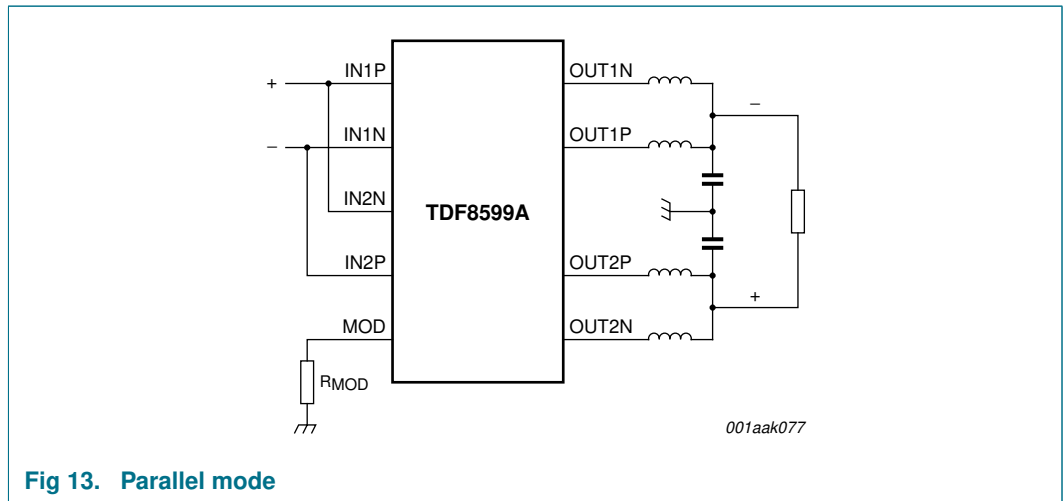 IN1P
OUT1N
+
−
IN1N
OUT1P
−
IN2N
TDF8599A
IN2P
OUT2P
+
MOD
OUT2N
RMOD
001aak077
Fig 13. Parallel mode